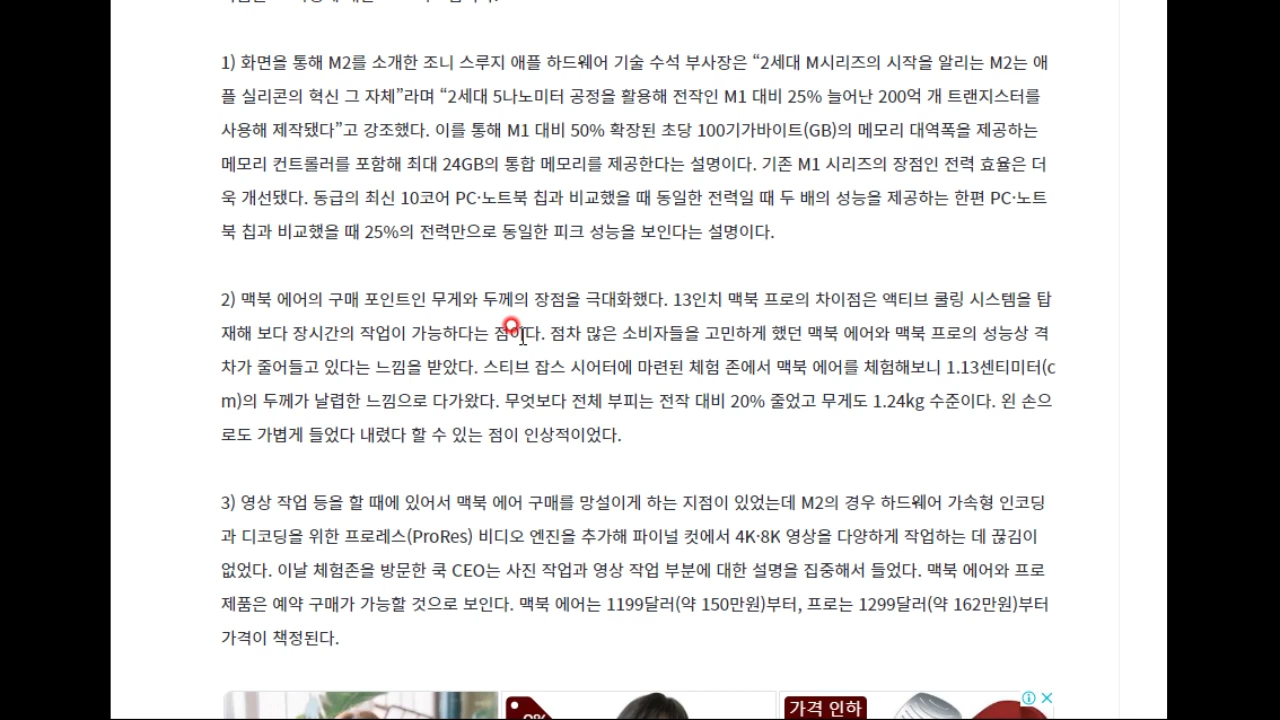 1) 화면을 통해 M2를 소개한 조니 스루지 애플 하드웨어 기술 수석 부사장은 “2세대 M시리즈의 시작을 알리는 M2는 애
플 실리콘의 혁신 그 자체”라며 “2세대 5나노미터 공정을 활용해 전작인 M1 대비 25% 늘어난 200억 개 트랜지스터를
사용해 제작됐다”고 강조했다. 이를 통해 M1 대비 50% 확장된 초당 100기가바이트(GB)의 메모리 대역폭을 제공하는
메모리 컨트롤러를 포함해 최대 24GB의 통합 메모리를 제공한다는 설명이다. 기존 M1 시리즈의 장점인 전력 효율은 더
욱 개선됐다. 동급의 최신 10코어 PC·노트북 칩과 비교했을 때 동일한 전력일 때 두 배의 성능을 제공하는 한편 PC·노트
북 칩과 비교했을 때 25%의 전력만으로 동일한 피크 성능을 보인다는 설명이다.
2) 맥북 에어의 구매 포인트인 무게와 두께의 장점을 극대화했다. 13인치 맥북 프로의 차이점은 액티브 쿨링 시스템을 탑
재해 보다 장시간의 작업이 가능하다는 점이다. 점차 많은 소비자들을 고민하게 했던 맥북 에어와 맥북 프로의 성능상 격
차가 줄어들고 있다는 느낌을 받았다. 스티브 잡스 시어터에 마련된 체험 존에서 맥북 에어를 체험해보니 1.13센티미터(c
m)의 두께가 날렵한 느낌으로 다가왔다. 무엇보다 전체 부피는 전작 대비 20% 줄었고 무게도 1.24kg 수준이다. 왼 손으
로도 가볍게 들었다 내렸다 할 수 있는 점이 인상적이었다.
3) 영상 작업 등을 할 때에 있어서 맥북 에어 구매를 망설이게 하는 지점이 있었는데 M2의 경우 하드웨어 가속형 인코딩
과 디코딩을 위한 프로레스(ProRes) 비디오 엔진을 추가해 파이널 컷에서 4K·8K 영상을 다양하게 작업하는 데 끊김이
없었다. 이날 체험존을 방문한 쿡 CEO는 사진 작업과 영상 작업 부분에 대한 설명을 집중해서 들었다. 맥북 에어와 프로
제품은 예약 구매가 가능할 것으로 보인다. 맥북 에어는 1199달러(약 150만원)부터, 프로는 1299달러(약 162만원)부터
가격이 책정된다.
가격 인하